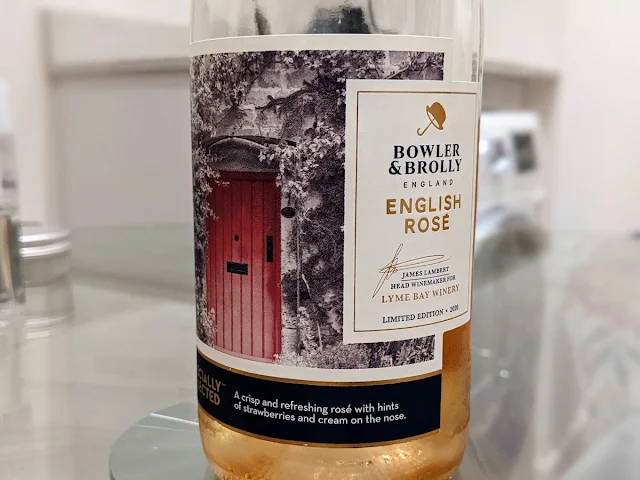 BOWLER
& BROLLY
ENGLAND
ENGLISH
ROSÉ
JAMES LAMBERT
HEAD WINEMAKER FOR
LYME BAY WINERY
LIMITED EDITION • 2020
A crisp and refreshing rosé with hints
of strawberries and cream on the nose.